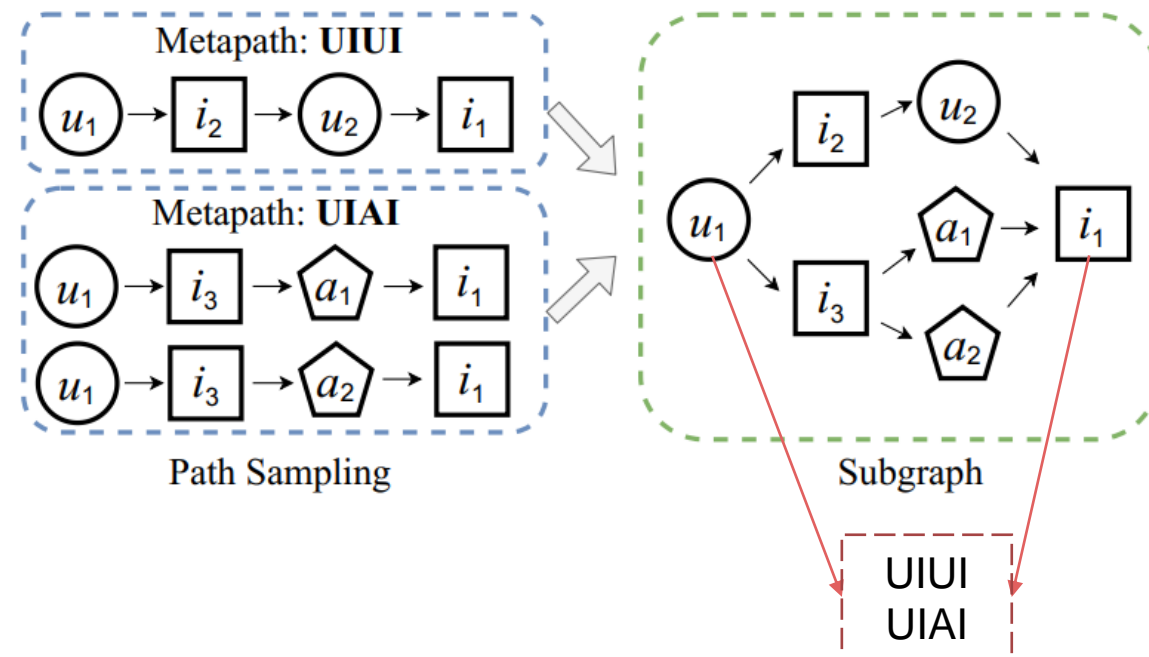 Metapath: UIUI
u1 i2 u2 i1
Metapath: UIAI
u1 i3 a1 i1
u1 i3 a2 i1
Path Sampling
u2
i2
u1 a1 i1
i3
a2
Subgraph
UIUI
UIAI